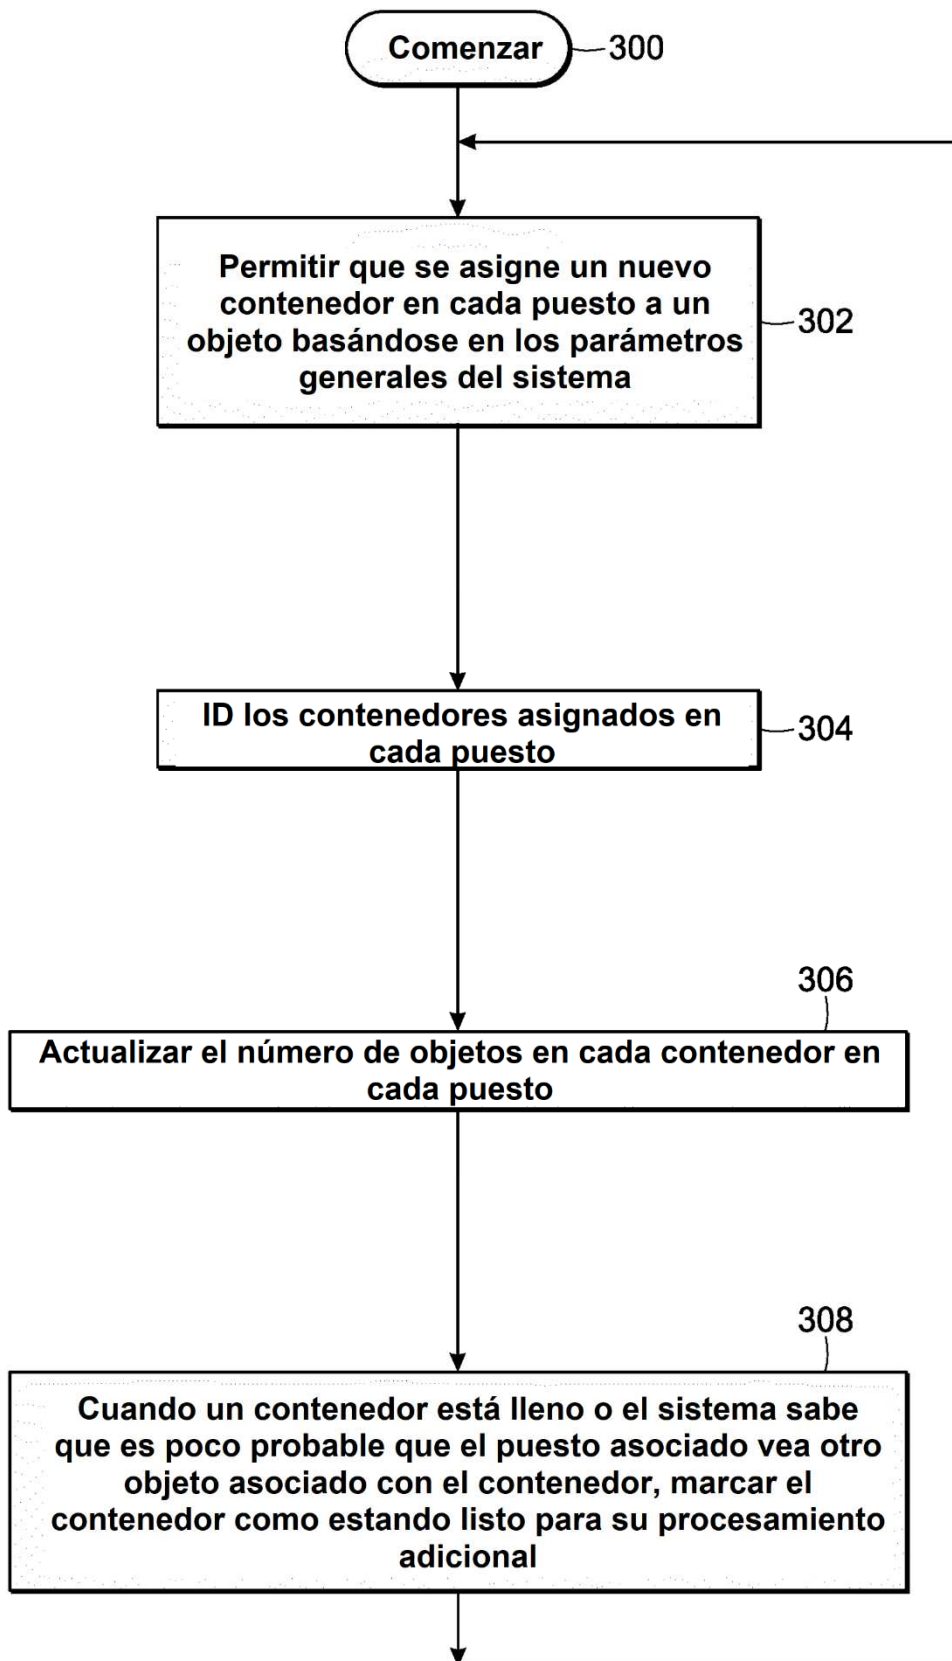 Comenzar
300
Permitir que se asigne un nuevo
contenedor en cada puesto a un
objeto basándose en los parámetros
generales del sistema
302
ID los contenedores asignados en
cada puesto
304
306
Actualizar el número de objetos en cada contenedor en
cada puesto
308
Cuando un contenedor está lleno o el sistema sabe
que es poco probable que el puesto asociado vea otro
objeto asociado con el contenedor, marcar el
contenedor como estando listo para su procesamiento
adicional